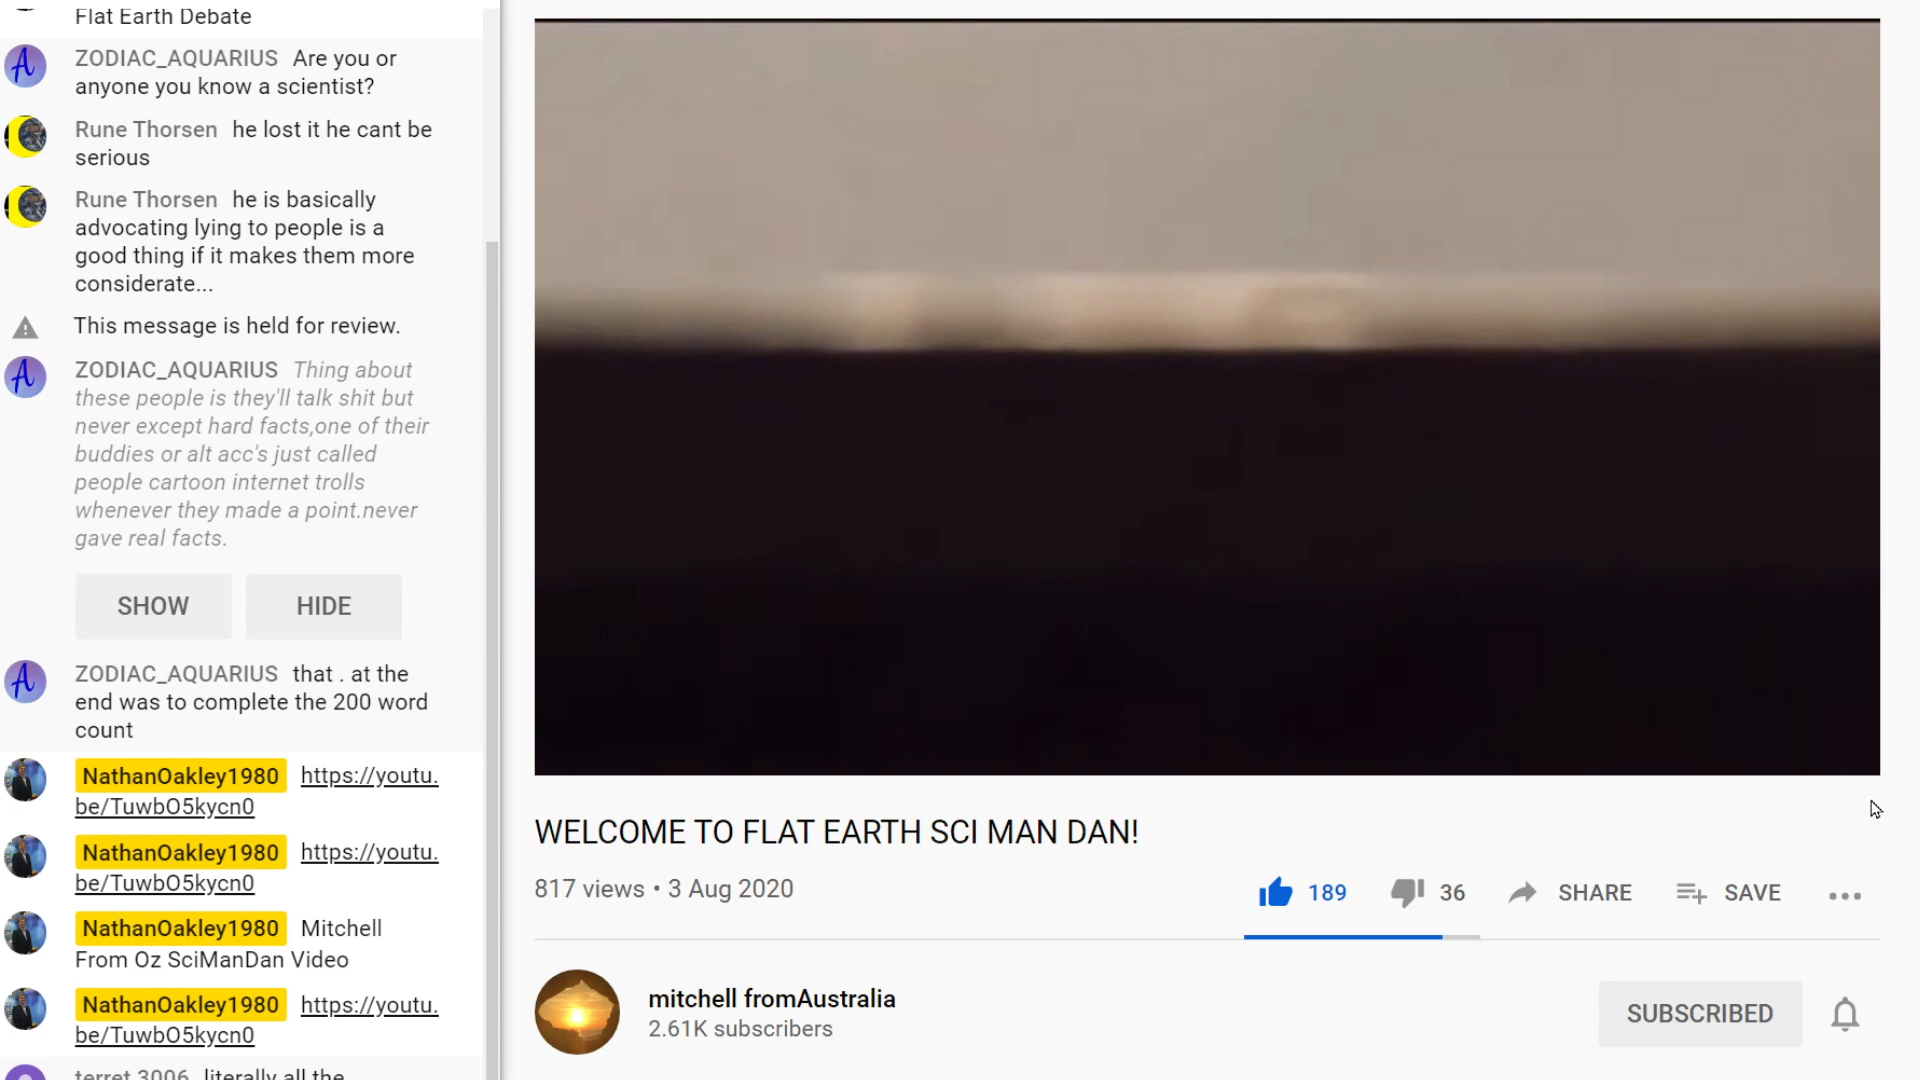 Flat Earth Debate
ZODIAC_AQUARIUS Are you or
anyone you know a scientist?
Rune Thorsen he lost it he cant be
serious
Rune Thorsen he is basically
advocating lying to people is a
good thing if it makes them more
considerate...
This message is held for review.
ZODIAC_AQUARIUS Thing about
these people is they'll talk shit but
never except hard facts,one of their
buddies or alt acc's just called
people cartoon internet trolls
whenever they made a point.never
gave real facts.
SHOW HIDE
ZODIAC_AQUARIUS that . at the
end was to complete the 200 word
count
NathanOakley1980 https://youtu.
be/TuwbO5kycn0
NathanOakley1980 https://youtu.
be/TuwbO5kycn0
NathanOakley1980 Mitchell
From Oz SciManDan Video
NathanOakley1980 https://youtu.
be/TuwbO5kycn0
terret 3006 literally all the
WELCOME TO FLAT EARTH SCI MAN DAN!
817 views • 3 Aug 2020
189 36 SHARE SAVE
mitchell fromAustralia
2.61K subscribers
SUBSCRIBED